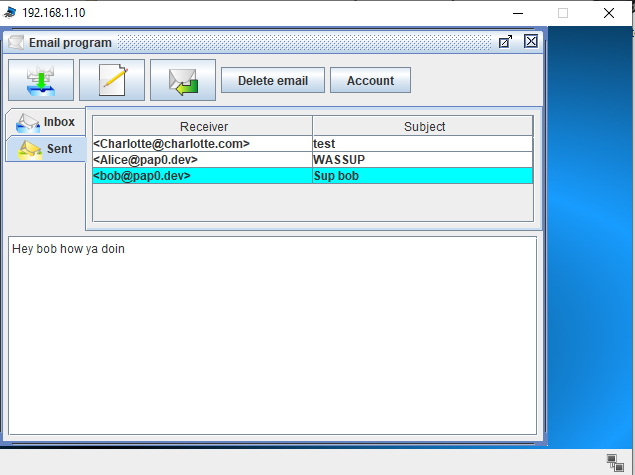 192.168.1.10
Email program
Delete email
Account
Inbox
Sent
Receiver Subject
<Charlotte@charlotte.com> test
<Alice@pap0.dev> WASSUP
<bob@pap0.dev> Sup bob
Hey bob how ya doin